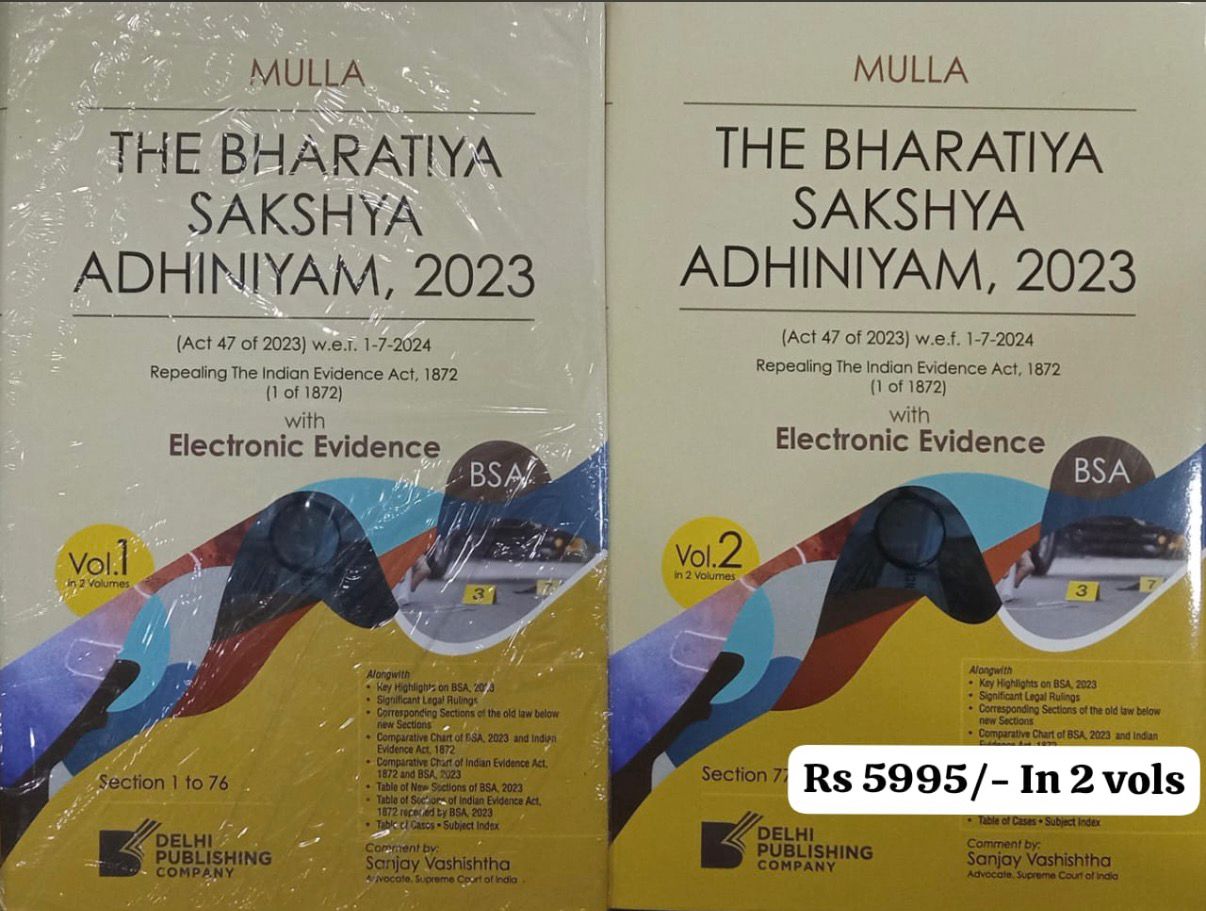 MULLA
THE BHARATIYA
SAKSHYA
ADHINIYAM, 2023
(Act 47 of 2023) w.e.f. 1-7-2024
Repealing The Indian Evidence Act, 1872
(1 of 1872)
with
Electronic Evidence
BSA
Vol.1
in 2 Volumes
3
7
Alongwith
• Key Highlights on BSA, 2023
• Significant Legal Rulings
• Corresponding Sections of the old law below
new Sections
• Comparative Chart of BSA, 2023 and Indian
Evidence Act, 1872
• Comparative Chart of Indian Evidence Act,
1872 and BSA, 2023
• Table of New Sections of BSA, 2023
• Table of Sections of Indian Evidence Act,
1872 repealed by BSA, 2023
• Table of Cases • Subject Index
Section 1 to 76
DELHI
PUBLISHING
COMPANY
Comment by:
Sanjay Vashishtha
Advocate, Supreme Court of India
MULLA
THE BHARATIYA
SAKSHYA
ADHINIYAM, 2023
(Act 47 of 2023) w.e.f. 1-7-2024
Repealing The Indian Evidence Act, 1872
(1 of 1872)
with
Electronic Evidence
BSA
Vol.2
in 2 Volumes
3
7
Alongwith
• Key Highlights on BSA, 2023
• Significant Legal Rulings
• Corresponding Sections of the old law below
new Sections
• Comparative Chart of BSA, 2023 and Indian
Evidence Act, 1872
Section 77
Rs 5995/- In 2 vols
• Table of Cases • Subject Index
DELHI
PUBLISHING
COMPANY
Comment by:
Sanjay Vashishtha
Advocate, Supreme Court of India